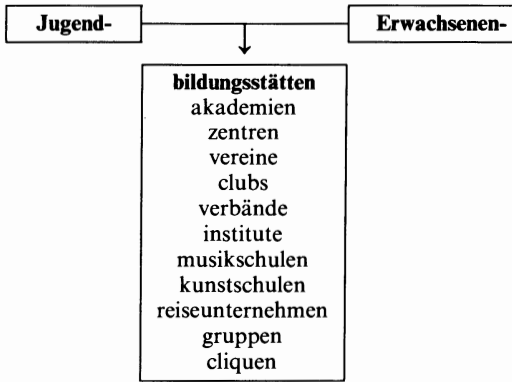 Jugend- Erwachsenen-
bildungsstätten
akademien
zentren
vereine
clubs
verbände
institute
musikschulen
kunstschulen
reiseunternehmen
gruppen
cliquen